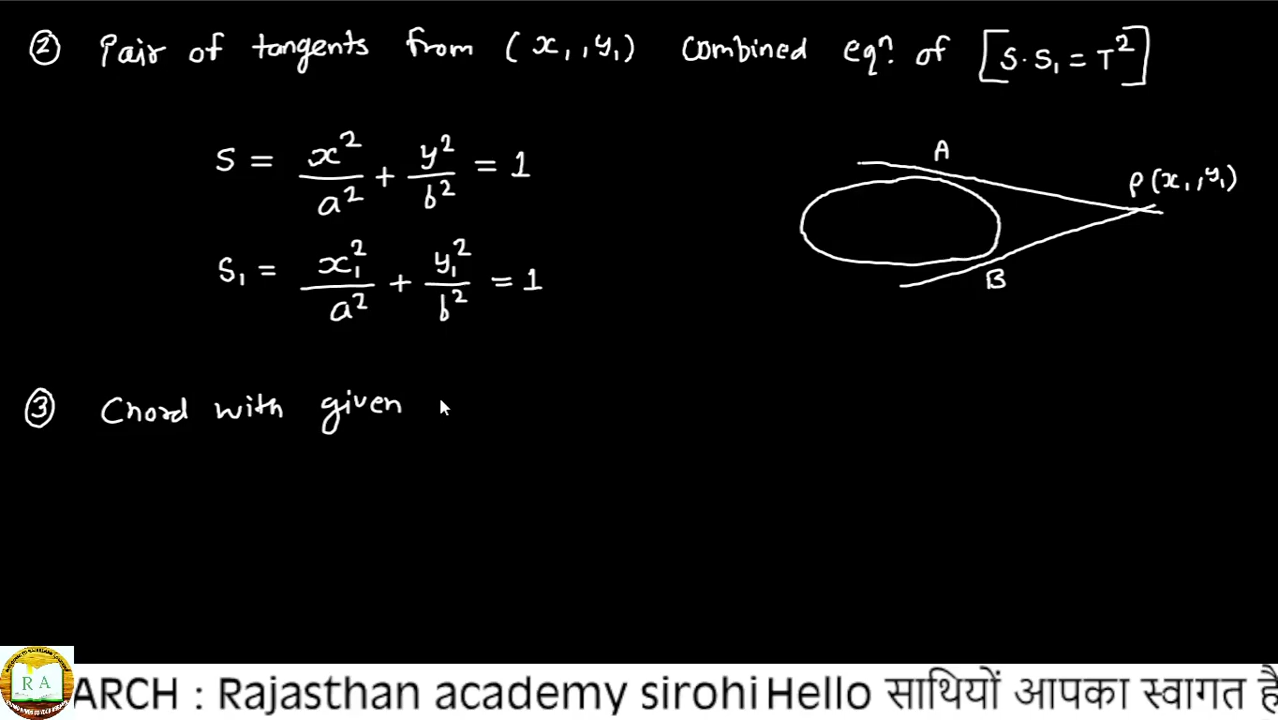 ② Pair of tangents from (x₁, y₁) combined eqⁿ. of [S·S₁ = T²]
S = x²/a² + y²/b² = 1
A
P(x₁, y₁)
S₁ = x₁²/a² + y₁²/b² = 1
B
③ Chord with given
RA
ARCH : Rajasthan academy sirohi Hello साथियों आपका स्वागत है